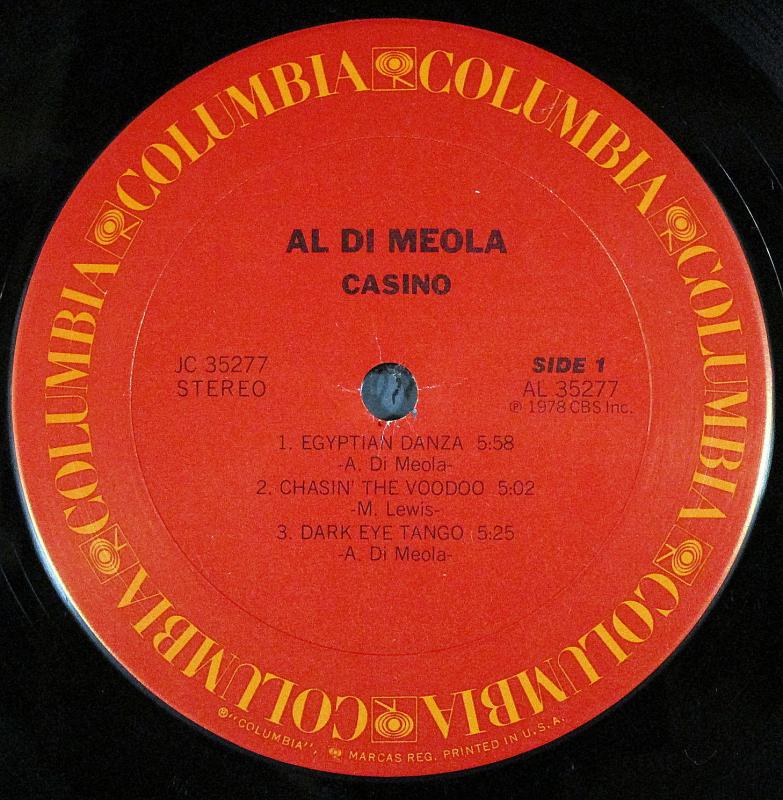 COLUMBIA COLUMBIA COLUMBIA COLUMBIA COLUMBIA COLUMBIA COLUMBIA COLUMBIA
AL DI MEOLA
CASINO
JC 35277
STEREO
SIDE 1
AL 35277
℗ 1978 CBS Inc.
1. EGYPTIAN DANZA 5:58
-A. Di Meola-
2. CHASIN' THE VOODOO 5:02
-M. Lewis-
3. DARK EYE TANGO 5:25
-A. Di Meola-
®"COLUMBIA", MARCAS REG. PRINTED IN U.S.A.